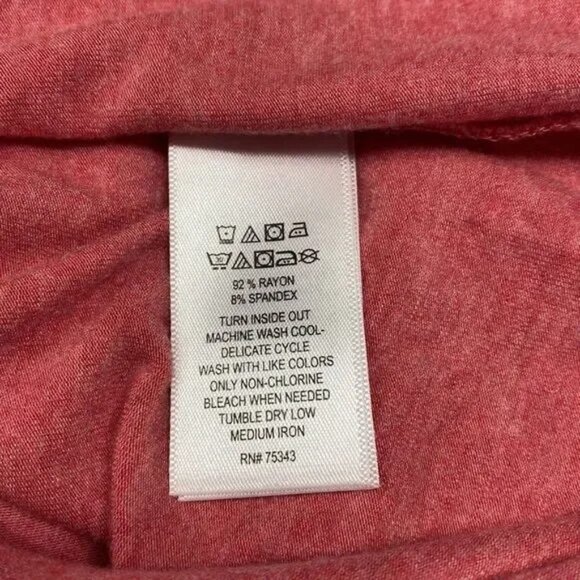 92 % RAYON
8% SPANDEX
TURN INSIDE OUT
MACHINE WASH COOL-
DELICATE CYCLE
WASH WITH LIKE COLORS
ONLY NON-CHLORINE
BLEACH WHEN NEEDED
TUMBLE DRY LOW
MEDIUM IRON
RN# 75343